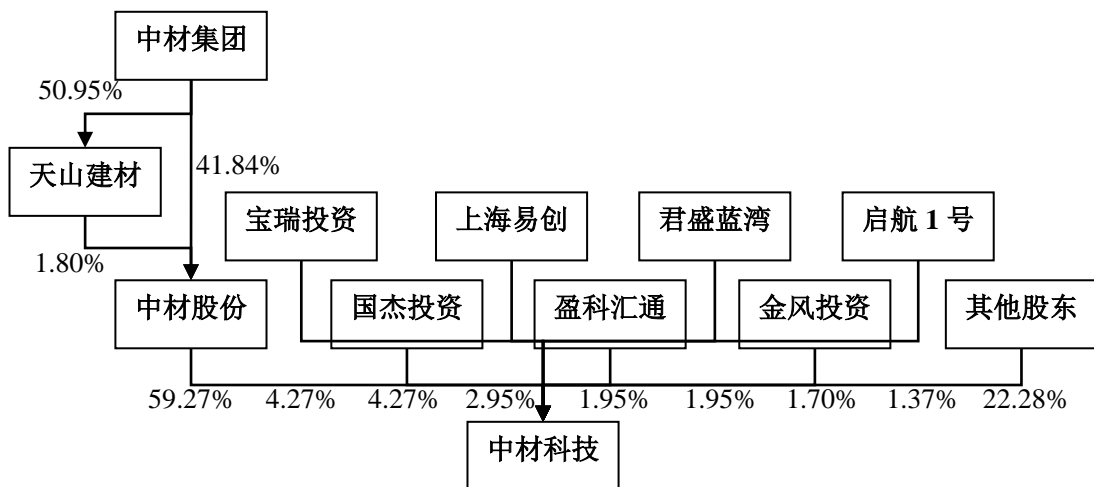 中材集团
50.95%
天山建材
41.84%
宝瑞投资
上海易创
君盛蓝湾
启航 1 号
1.80%
中材股份
国杰投资
盈科汇通
金风投资
其他股东
59.27% 4.27% 4.27% 2.95% 1.95% 1.95% 1.70% 1.37% 22.28%
中材科技